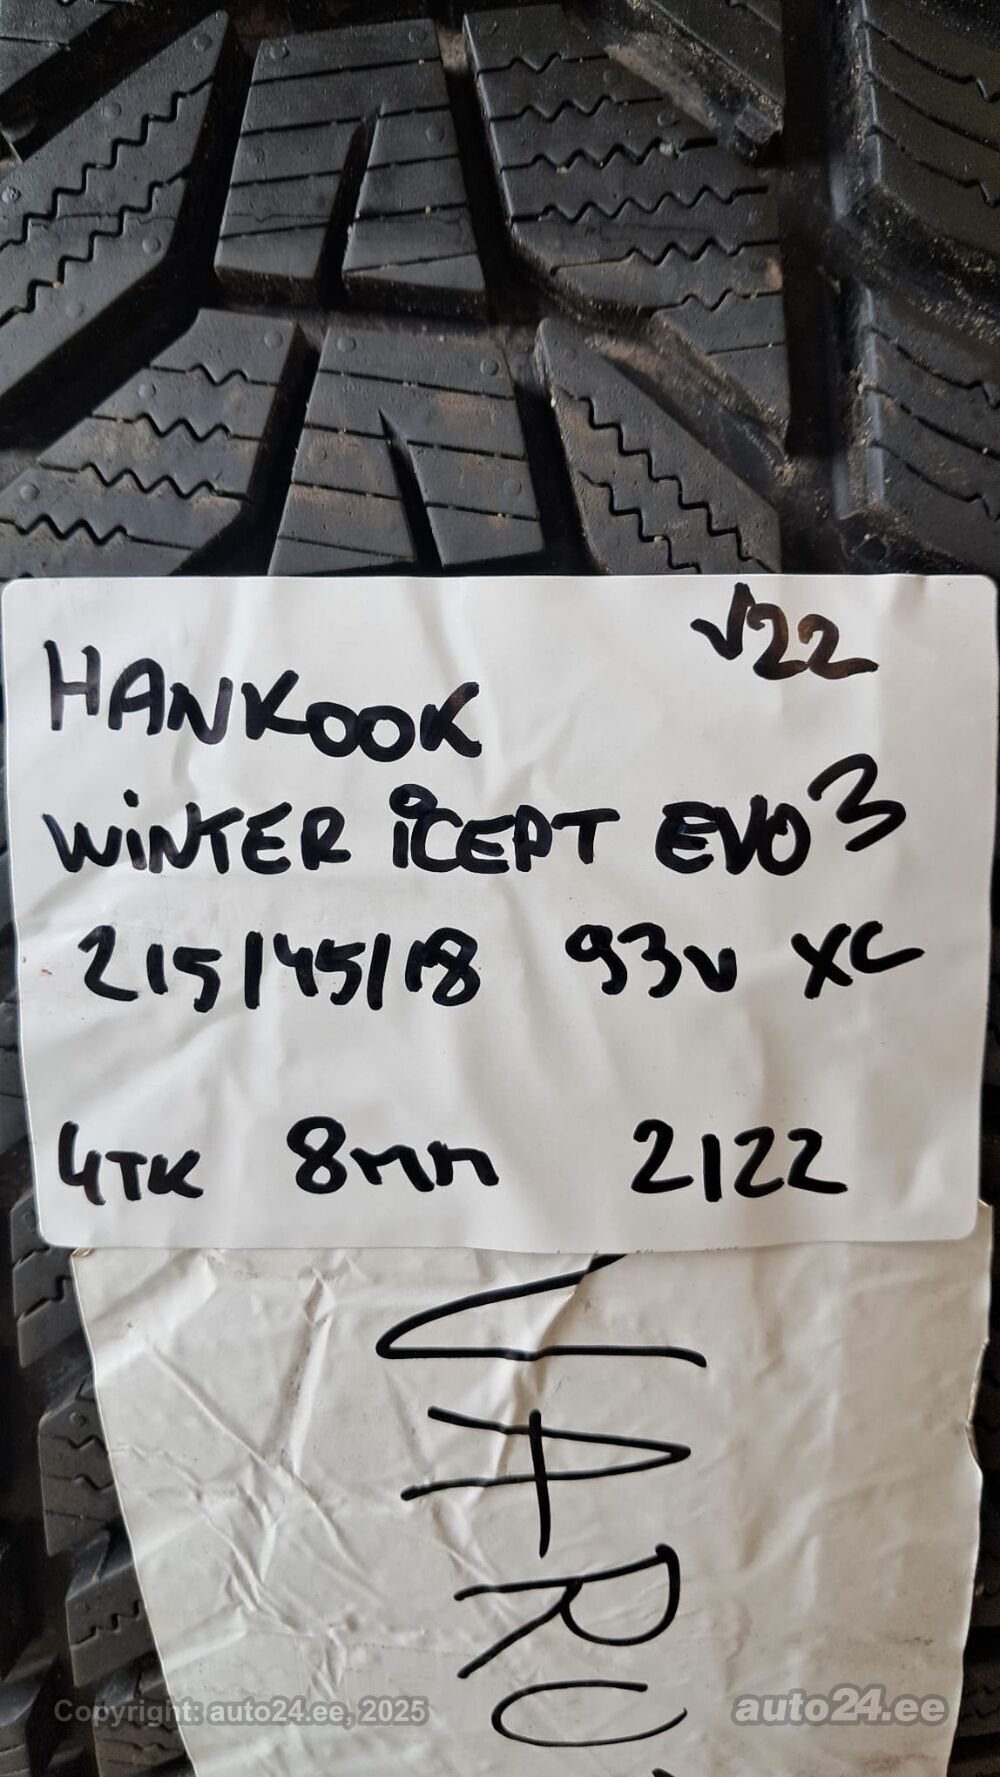 √22
HANKOOK
WINTER iCEPT EVO3
215/45/18 93V XL
4TK 8mm 2122
VARU
Copyright: auto24.ee, 2025
auto24.ee